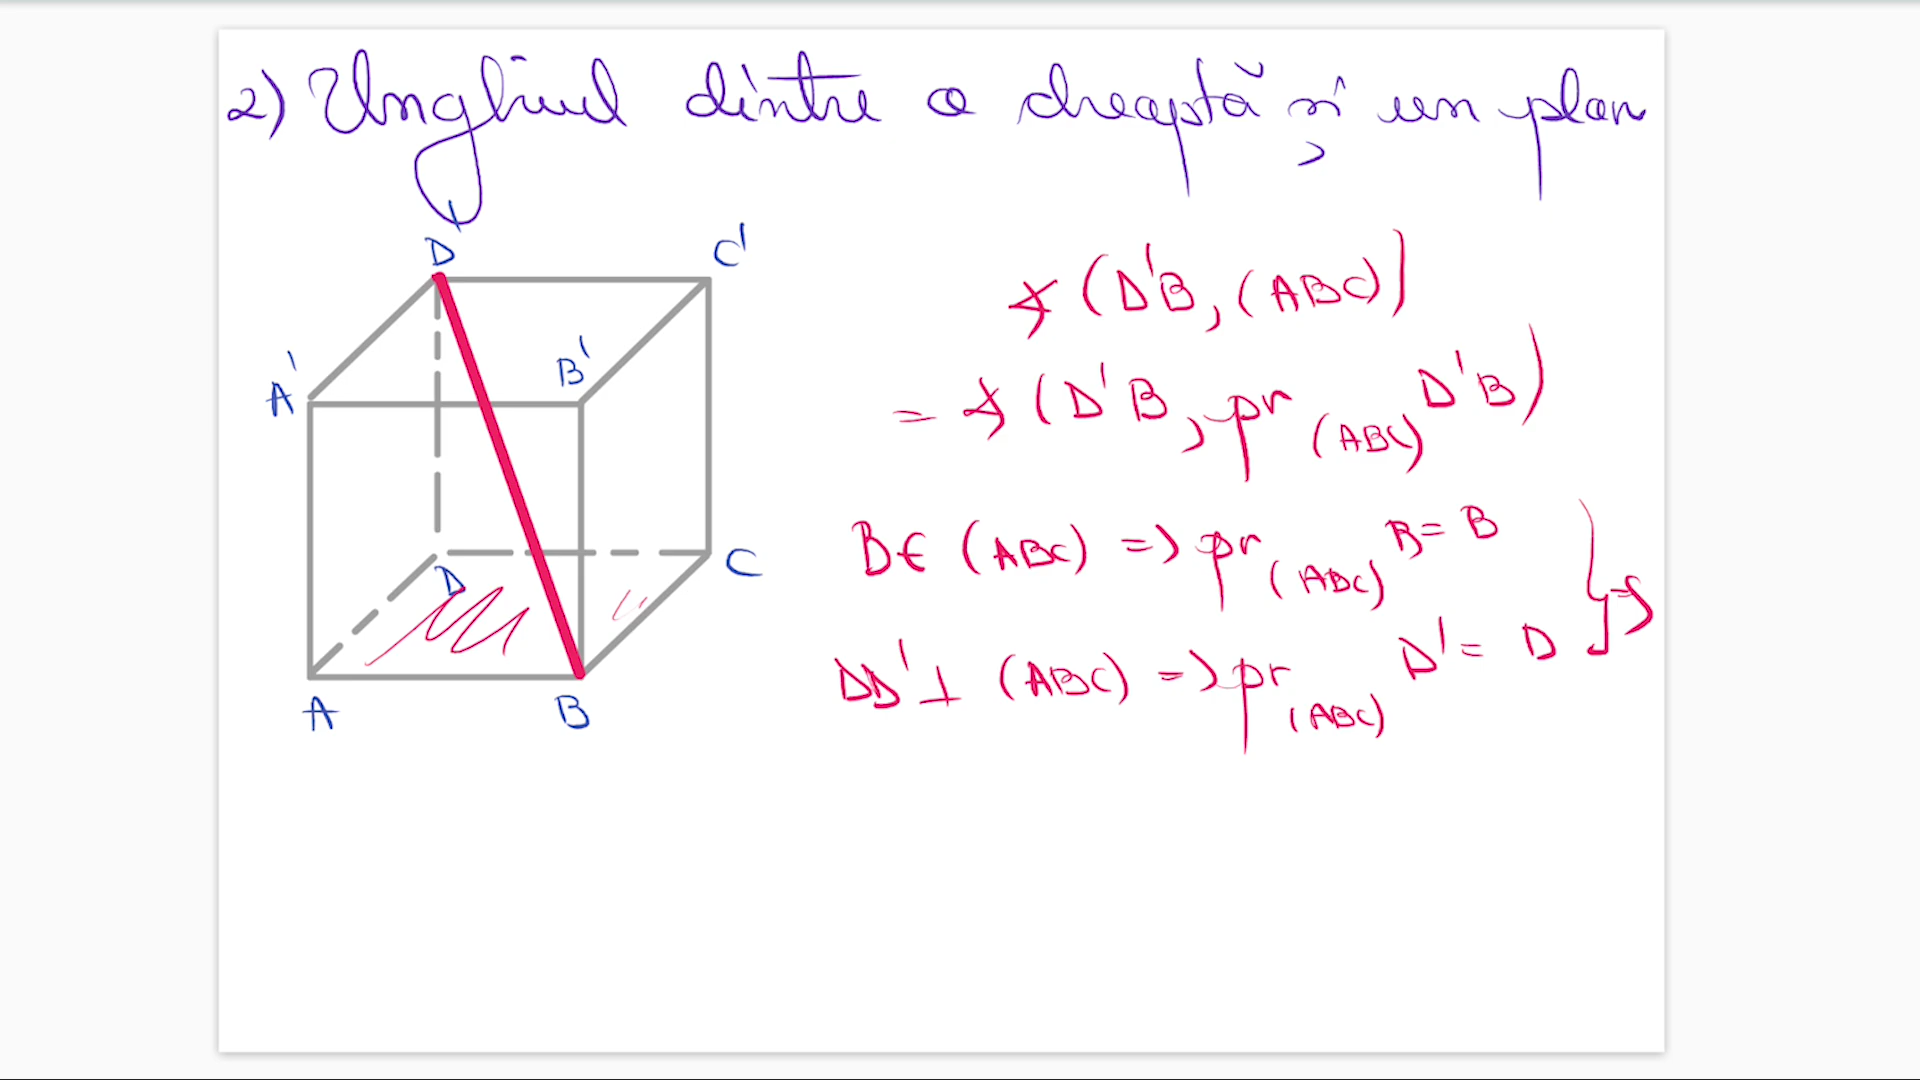 2) Unghiul dintre o dreaptă și un plan
D'
C'
A'
B'
D
C
A
B
∢ (D'B, (ABC))
= ∢ (D'B, pr (ABC) D'B)
B ∈ (ABC) => pr (ABC) B = B
DD' ⊥ (ABC) => pr (ABC) D' = D } =>